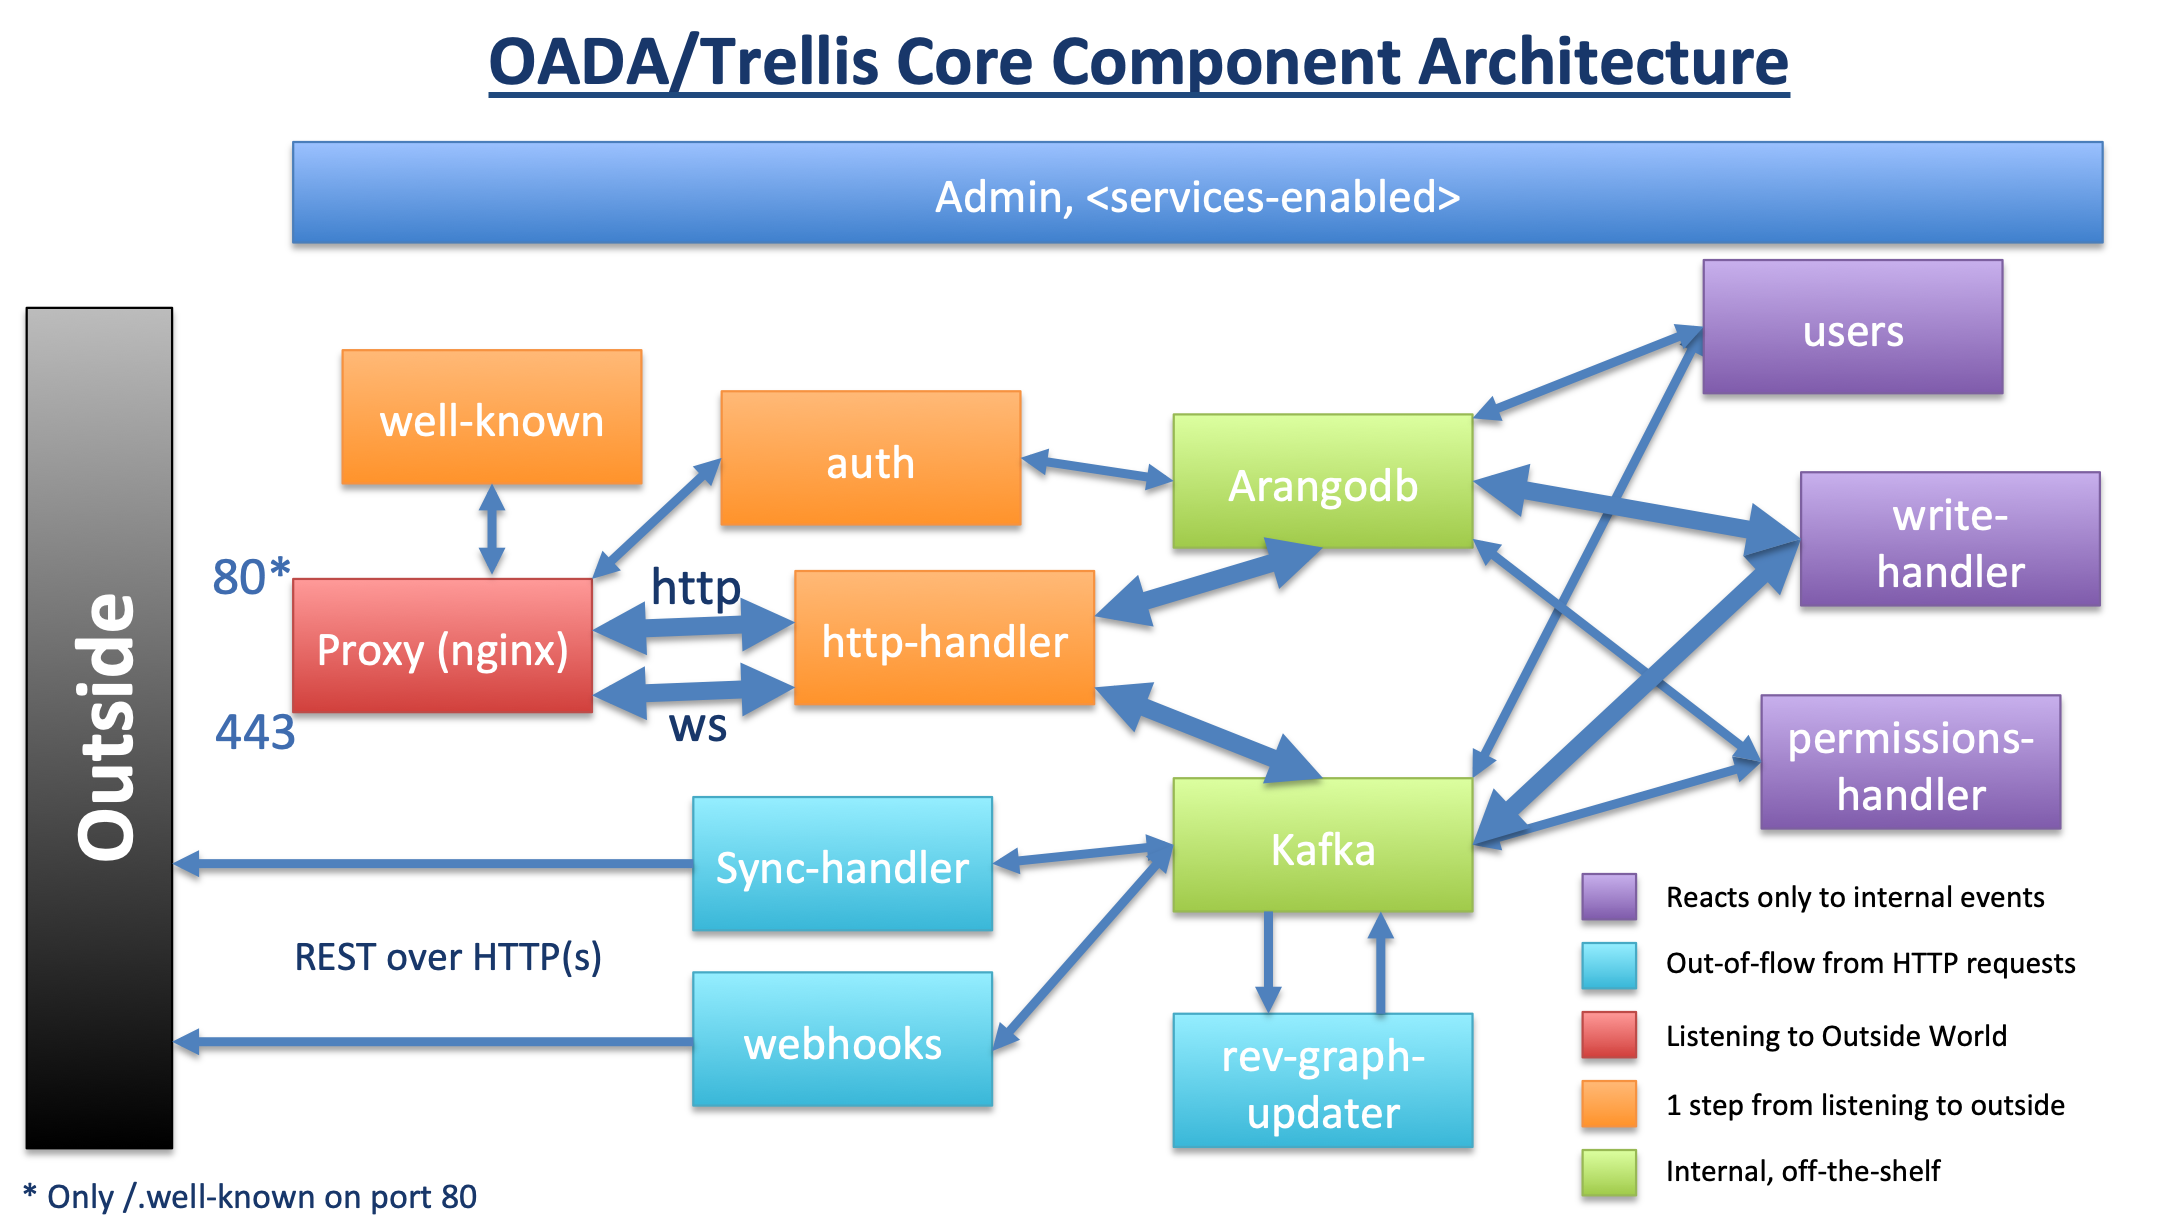 OADA/Trellis Core Component Architecture
Admin, <services-enabled>
Outside
well-known
auth
Arangodb
users
write-
handler
80*
Proxy (nginx)
443
http
ws
http-handler
permissions-
handler
Sync-handler
Kafka
REST over HTTP(s)
webhooks
rev-graph-
updater
Reacts only to internal events
Out-of-flow from HTTP requests
Listening to Outside World
1 step from listening to outside
Internal, off-the-shelf
* Only /.well-known on port 80